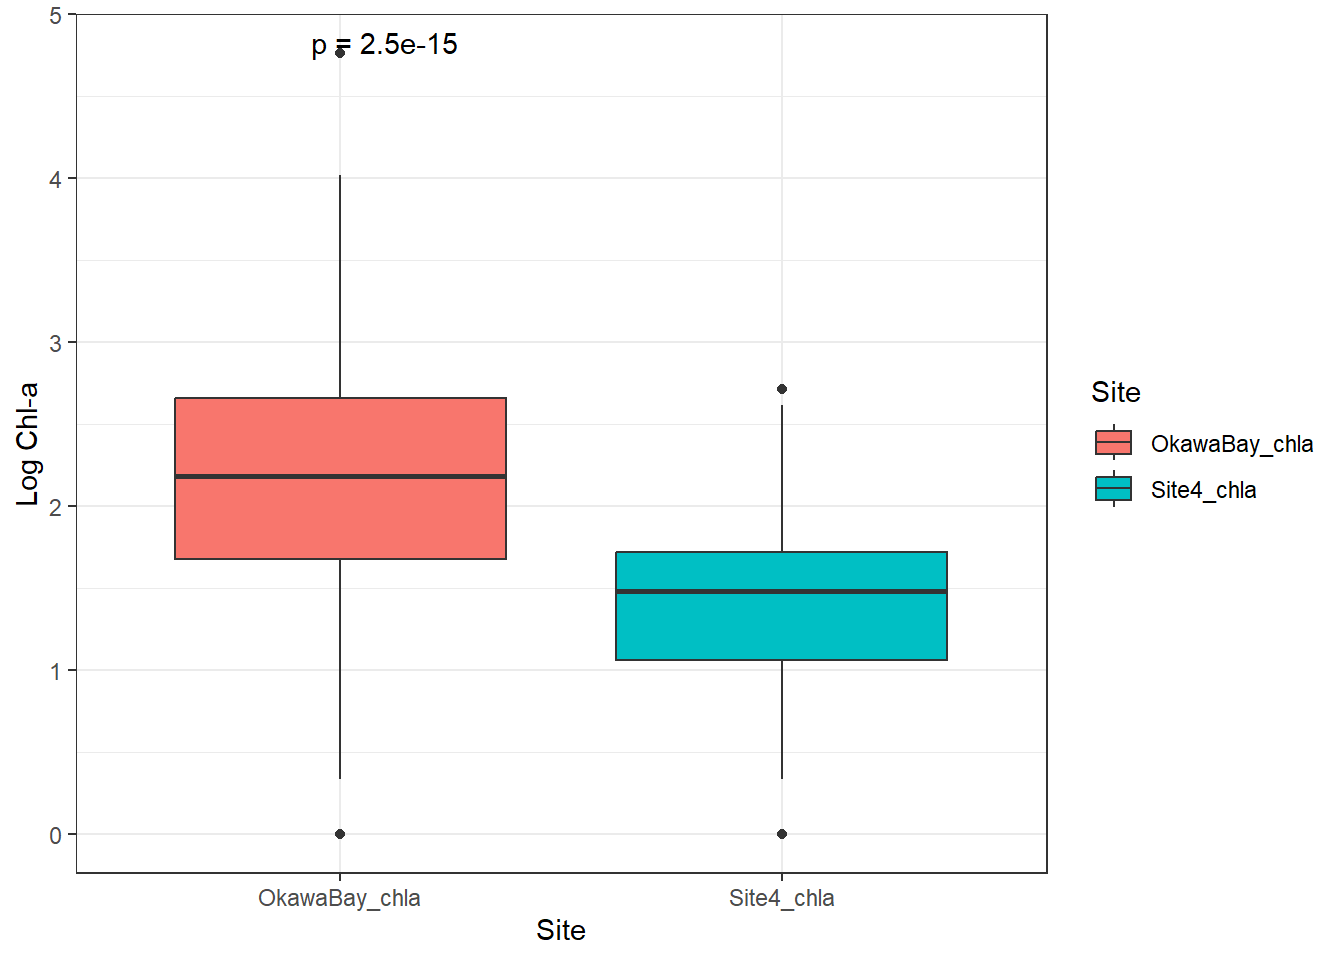 p = 2.5e-15
5
4
3
2
1
0
Log Chl-a
OkawaBay_chla
Site4_chla
Site
Site
OkawaBay_chla
Site4_chla